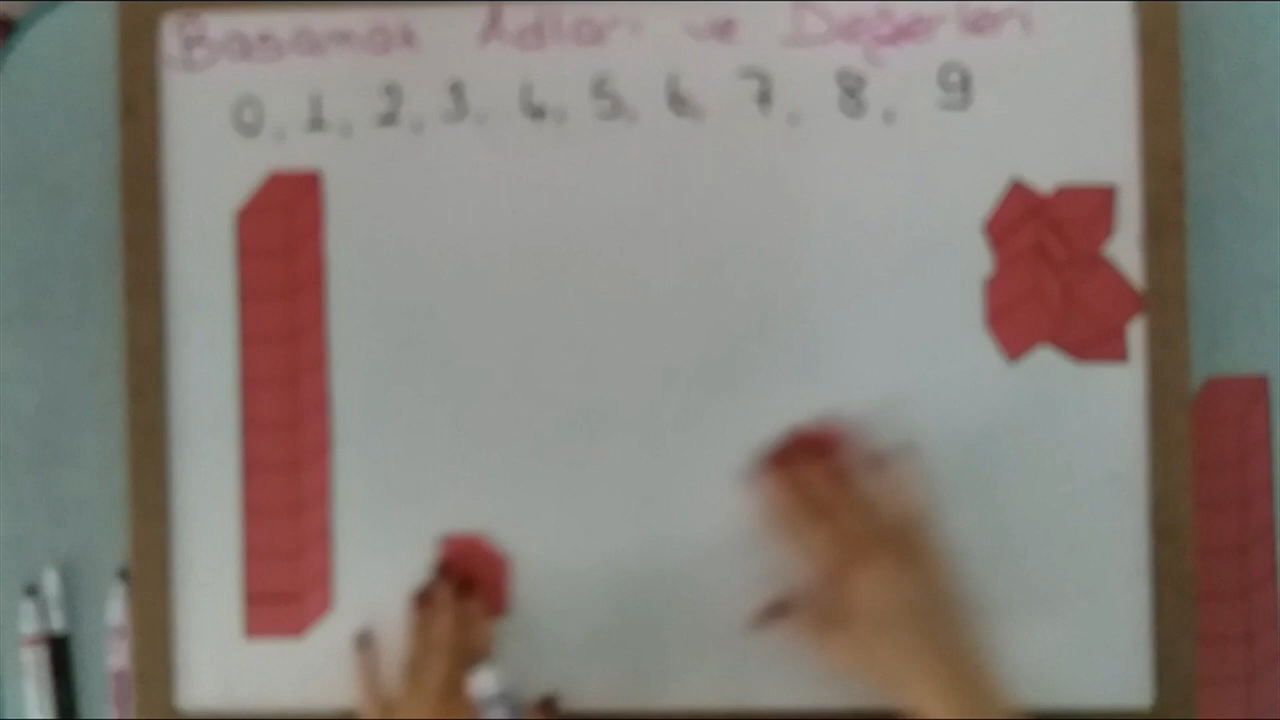 Basamak Adları ve Değerleri
0, 1, 2, 3, 4, 5, 6, 7, 8, 9